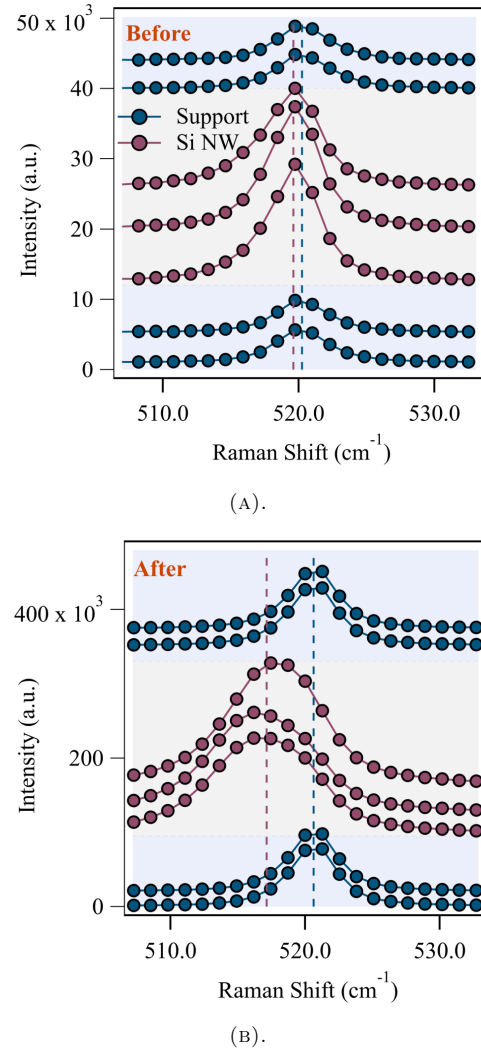 50 x 10³
Before
40
Support
Si NW
30
20
10
0
Intensity (a.u.)
510.0 520.0 530.0
Raman Shift (cm⁻¹)
(A).
After
400 x 10³
200
0
Intensity (a.u.)
510.0 520.0 530.0
Raman Shift (cm⁻¹)
(B).